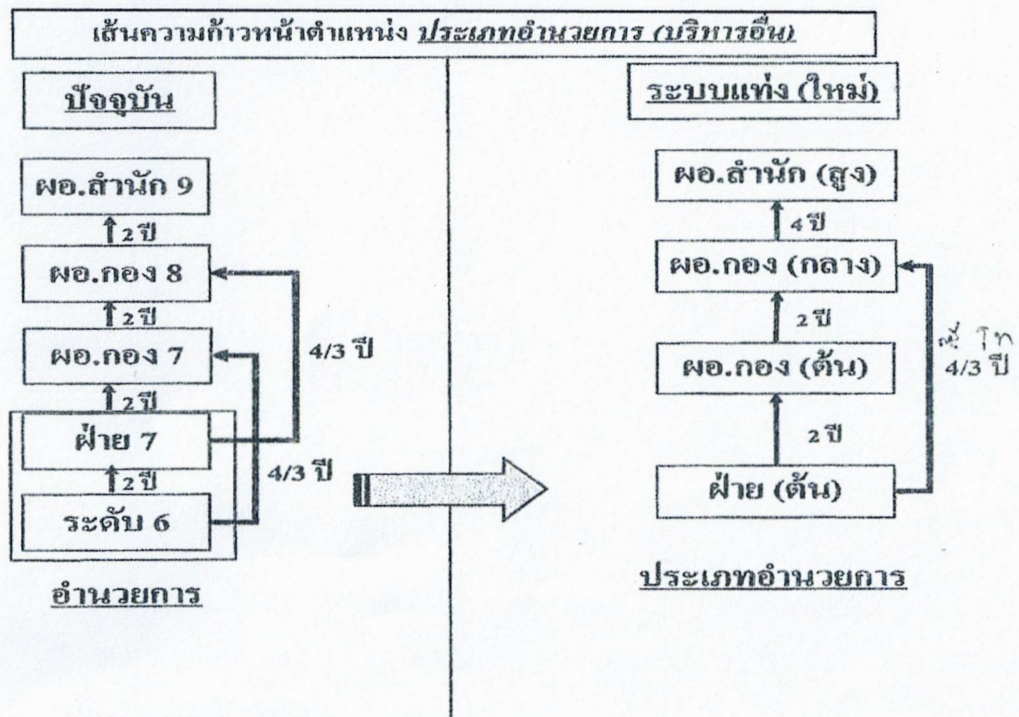 เส้นความก้าวหน้าตำแหน่ง ประเภทอำนวยการ (บริหารอื่น)
ปัจจุบัน
ผอ.สำนัก 9
2 ปี
ผอ.กอง 8
2 ปี
ผอ.กอง 7
4/3 ปี
2 ปี
ฝ่าย 7
4/3 ปี
2 ปี
ระดับ 6
อำนวยการ
ระบบแท่ง (ใหม่)
ผอ.สำนัก (สูง)
4 ปี
ผอ.กอง (กลาง)
2 ปี
โท
4/3 ปี
ผอ.กอง (ต้น)
2 ปี
ฝ่าย (ต้น)
ประเภทอำนวยการ